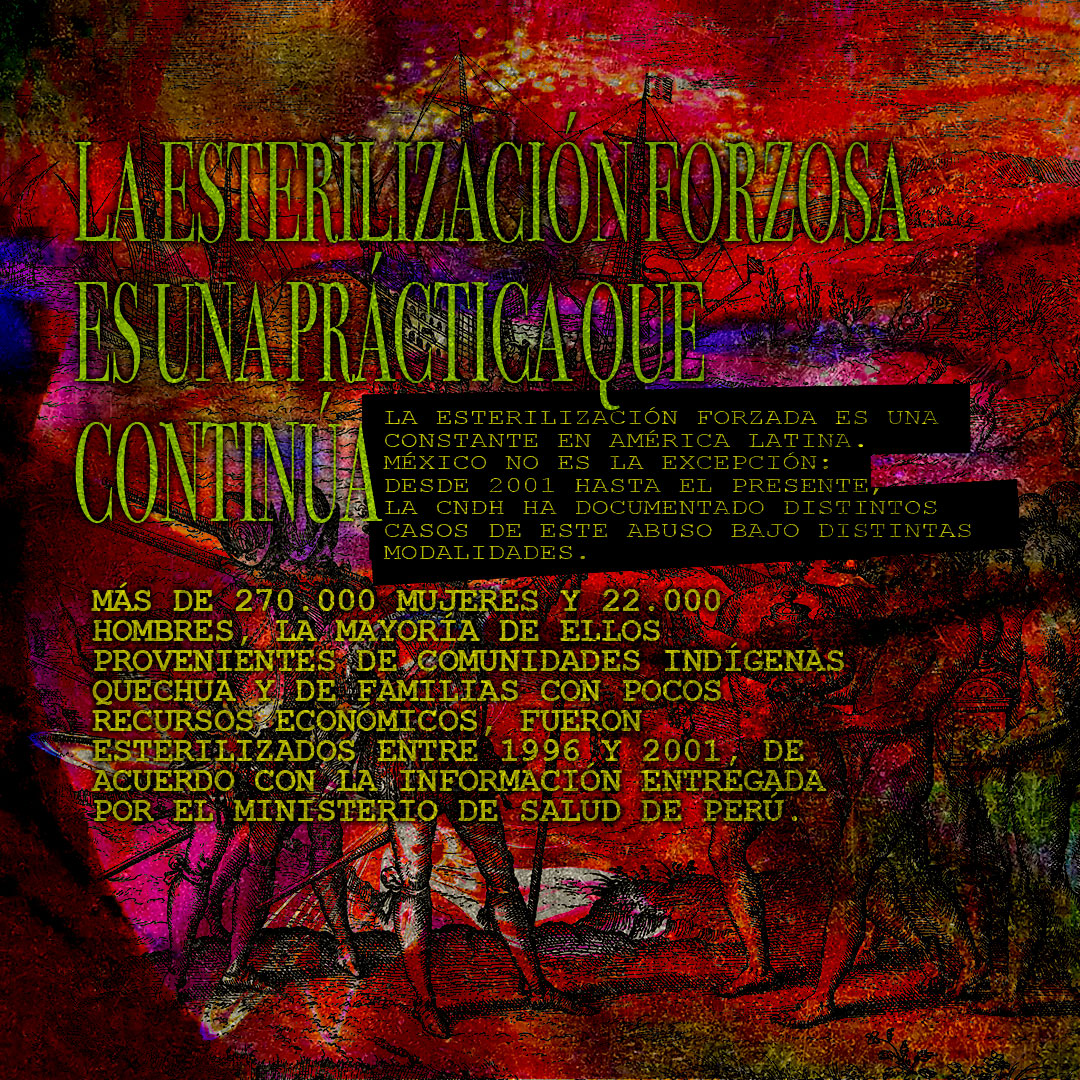 LA ESTERILIZACIÓN FORZOSA
ES UNA PRÁCTICA QUE
CONTINÚA
LA ESTERILIZACIÓN FORZADA ES UNA
CONSTANTE EN AMÉRICA LATINA.
MÉXICO NO ES LA EXCEPCIÓN:
DESDE 2001 HASTA EL PRESENTE,
LA CNDH HA DOCUMENTADO DISTINTOS
CASOS DE ESTE ABUSO BAJO DISTINTAS
MODALIDADES.
MÁS DE 270.000 MUJERES Y 22.000
HOMBRES, LA MAYORÍA DE ELLOS
PROVENIENTES DE COMUNIDADES INDÍGENAS
QUECHUA Y DE FAMILIAS CON POCOS
RECURSOS ECONÓMICOS, FUERON
ESTERILIZADOS ENTRE 1996 Y 2001, DE
ACUERDO CON LA INFORMACIÓN ENTREGADA
POR EL MINISTERIO DE SALUD DE PERÚ.